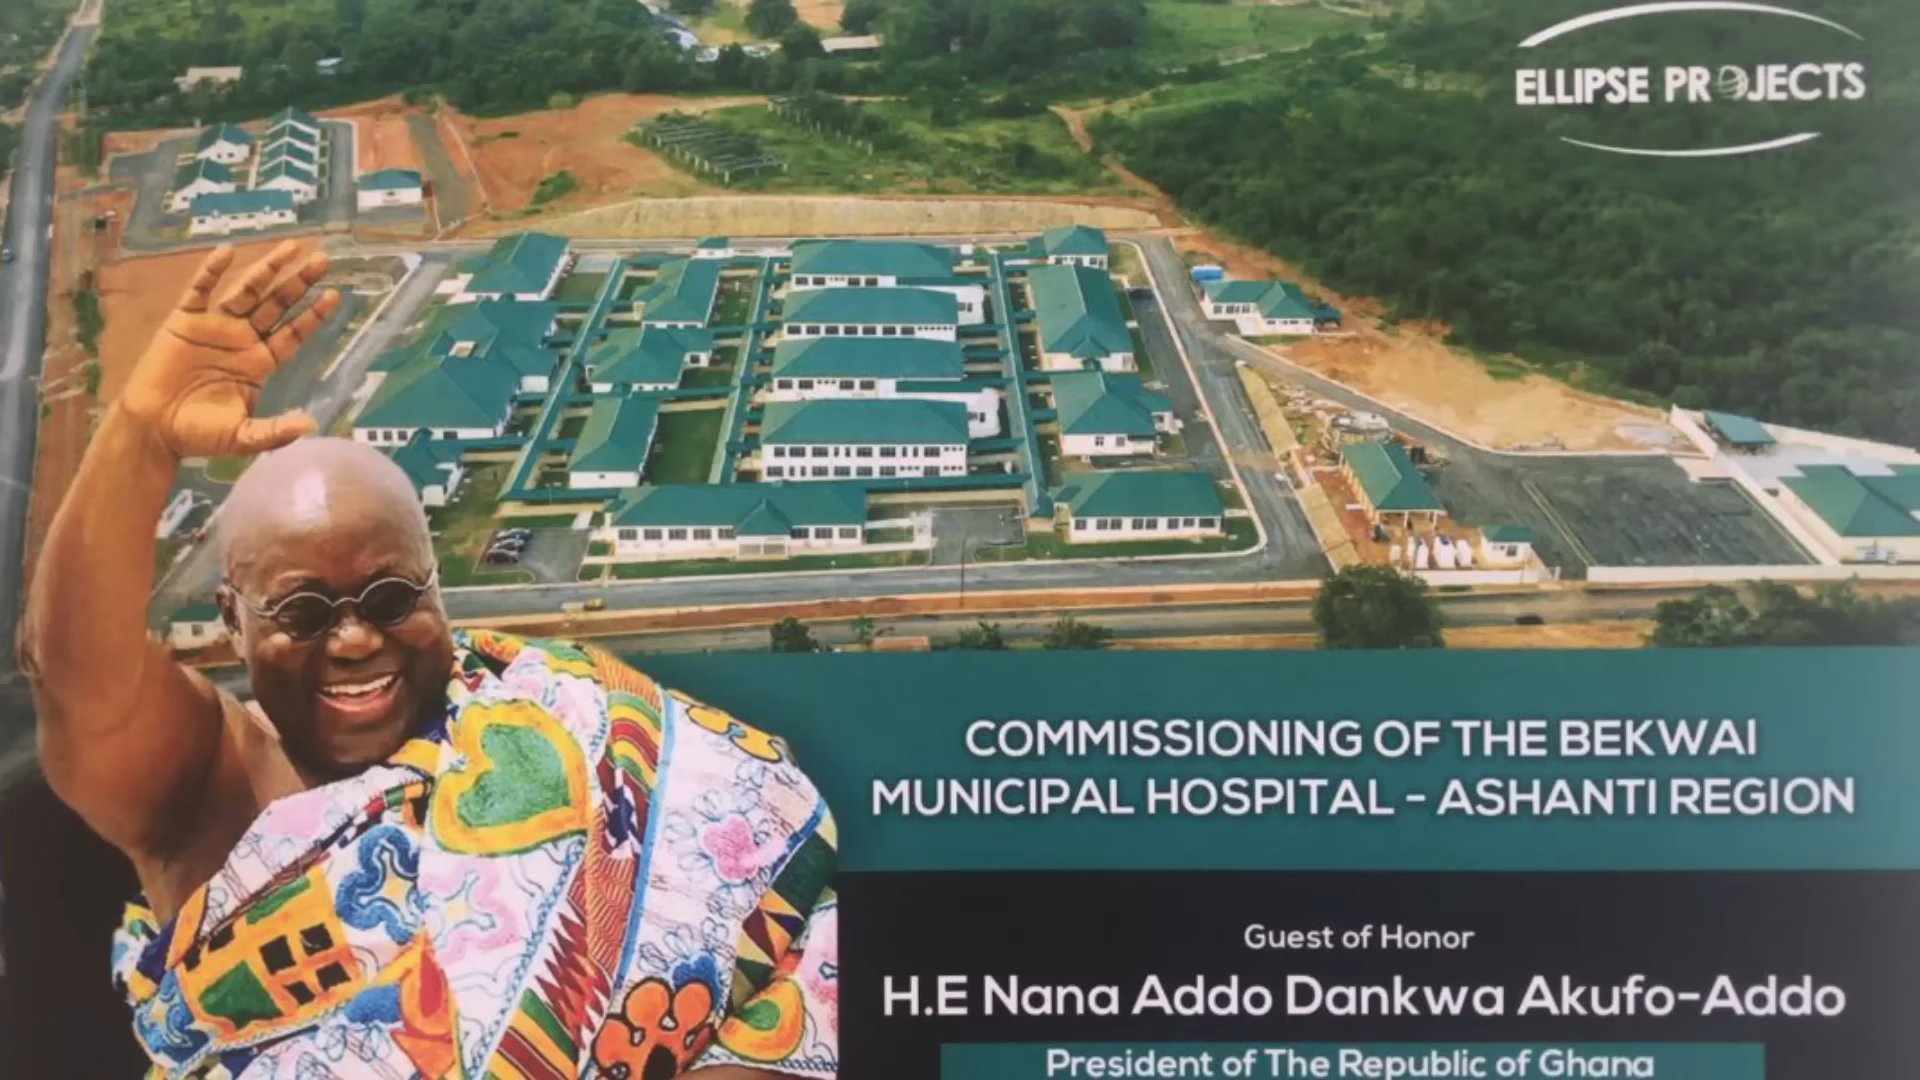 ELLIPSE PROJECTS
COMMISSIONING OF THE BEKWAI
MUNICIPAL HOSPITAL - ASHANTI REGION
Guest of Honor
H.E Nana Addo Dankwa Akufo-Addo
President of The Republic of Ghana